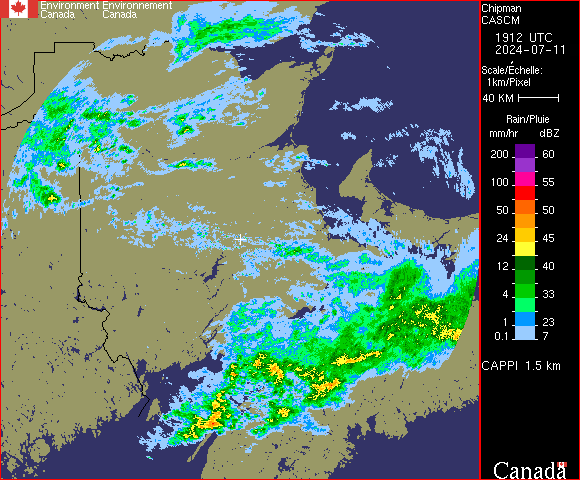 Environment Environnement
Canada Canada
Chipman
CASCM
1912 UTC
2024-07-11
Scale/Échelle:
1km/Pixel
40 KM
Rain/Pluie
mm/hr dBZ
200 60
100 55
50 50
24 45
12 40
4 33
1 23
0.1 7
CAPPI 1.5 km
Canada